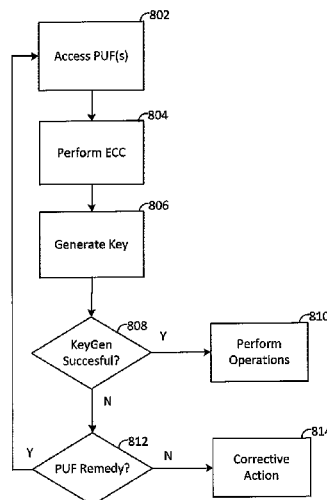 802
Access PUF(s)
804
Perform ECC
806
Generate Key
808
KeyGen
Succesful?
Y
810
Perform
Operations
N
812
Y
PUF Remedy?
N
814
Corrective
Action